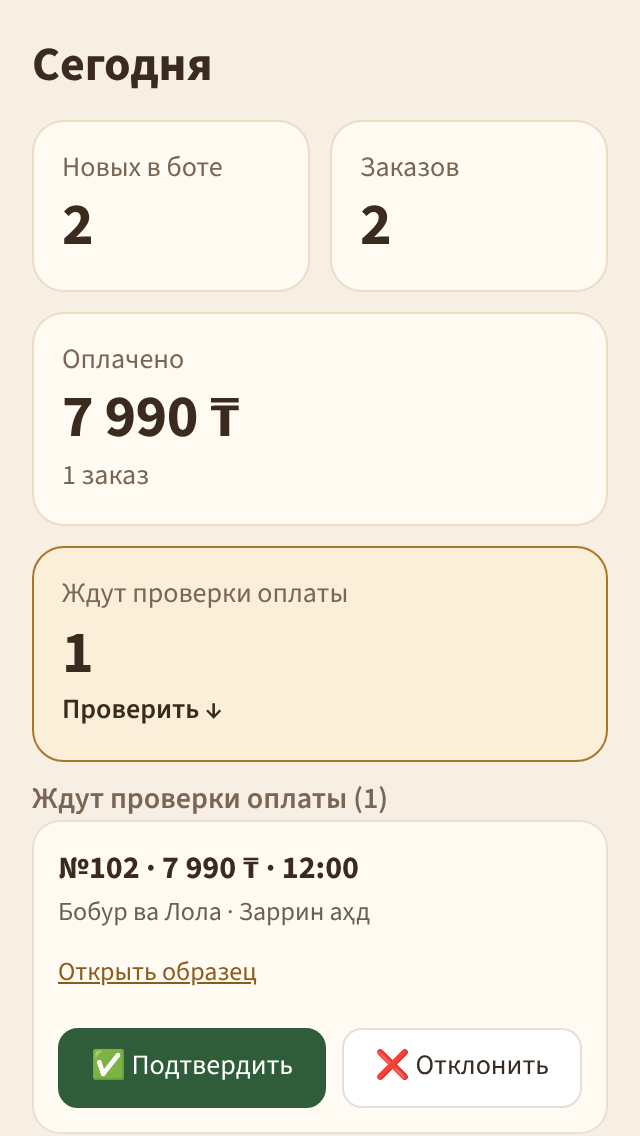 Сегодня
Новых в боте
2
Заказов
2
Оплачено
7 990 ₸
1 заказ
Ждут проверки оплаты
1
Проверить ↓
Ждут проверки оплаты (1)
№102 · 7 990 ₸ · 12:00
Бобур ва Лола · Заррин аҳд
Открыть образец
✅ Подтвердить
❌ Отклонить